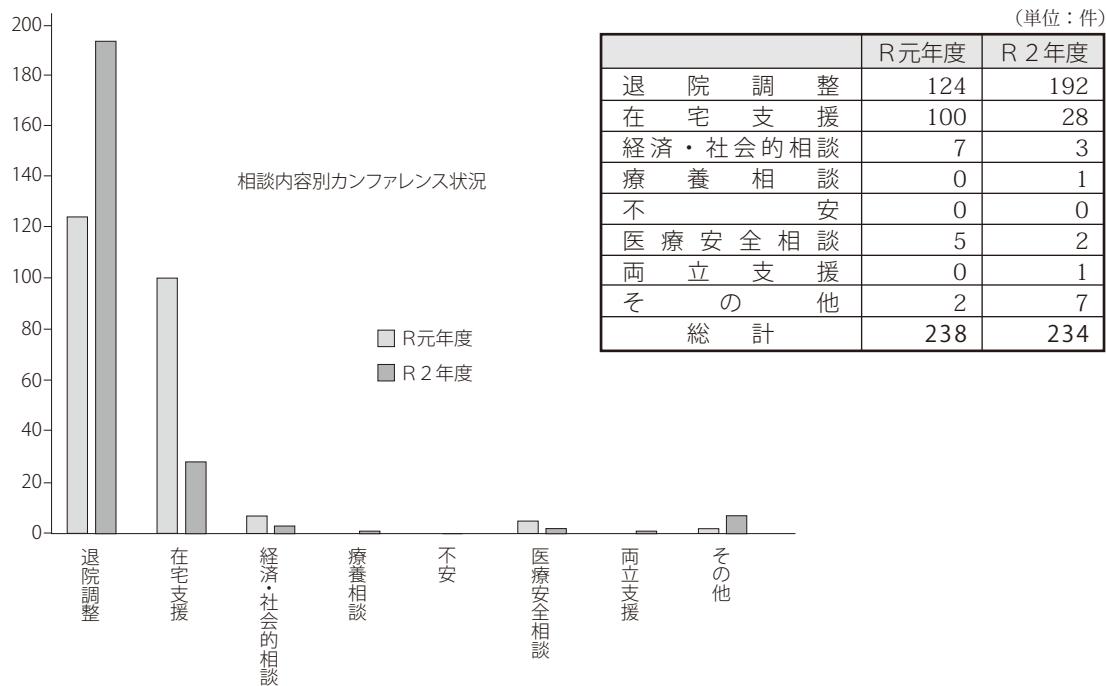 200
180
160
140
120
100
80
60
40
20
0
相談内容別カンファレンス状況
R元年度
R2年度
退院調整
在宅支援
経済・社会的相談
療養相談
不安
医療安全相談
両立支援
その他
(単位:件)
R元年度 R2年度
退院調整 124 192
在宅支援 100 28
経済・社会的相談 7 3
療養相談 0 1
不安 0 0
医療安全相談 5 2
両立支援 0 1
その他 2 7
総計 238 234